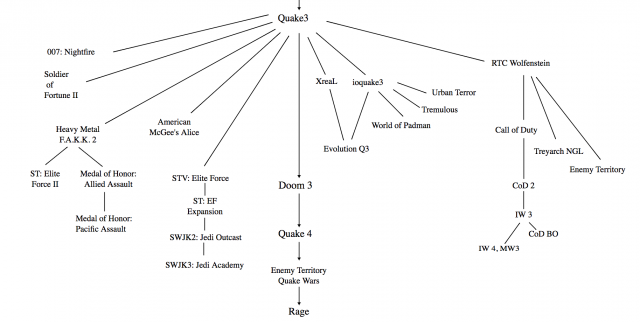 Quake3
007: Nightfire
Soldier
of
Fortune II
Heavy Metal
F.A.K.K. 2
ST: Elite
Force II
Medal of Honor:
Allied Assault
Medal of Honor:
Pacific Assault
American
McGee's Alice
STV: Elite Force
ST: EF
Expansion
SWJK2: Jedi Outcast
SWJK3: Jedi Academy
Doom 3
Quake 4
Enemy Territory
Quake Wars
Rage
XreaL
ioquake3
Urban Terror
Tremulous
World of Padman
Evolution Q3
RTC Wolfenstein
Call of Duty
Treyarch NGL
Enemy Territory
CoD 2
IW 3
CoD BO
IW 4, MW3